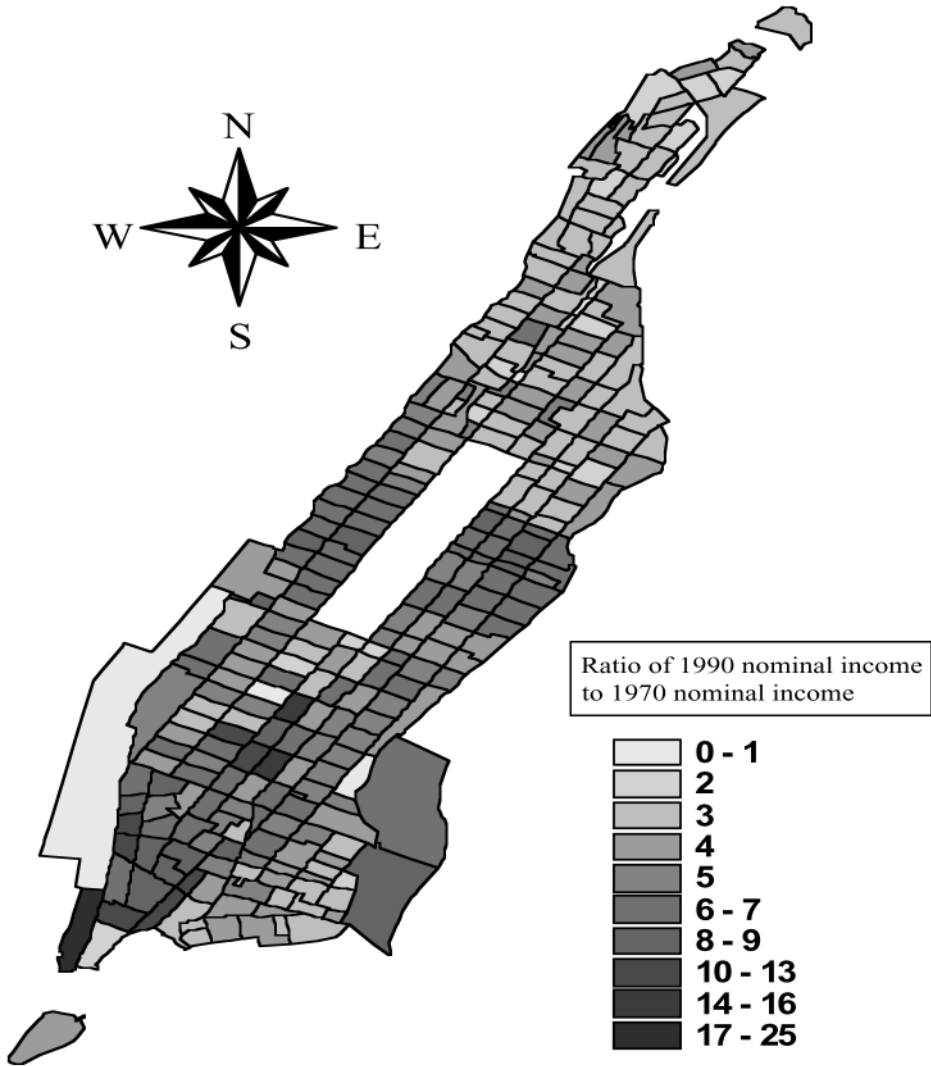 N
W E
S
Ratio of 1990 nominal income
to 1970 nominal income
0 - 1
2
3
4
5
6 - 7
8 - 9
10 - 13
14 - 16
17 - 25